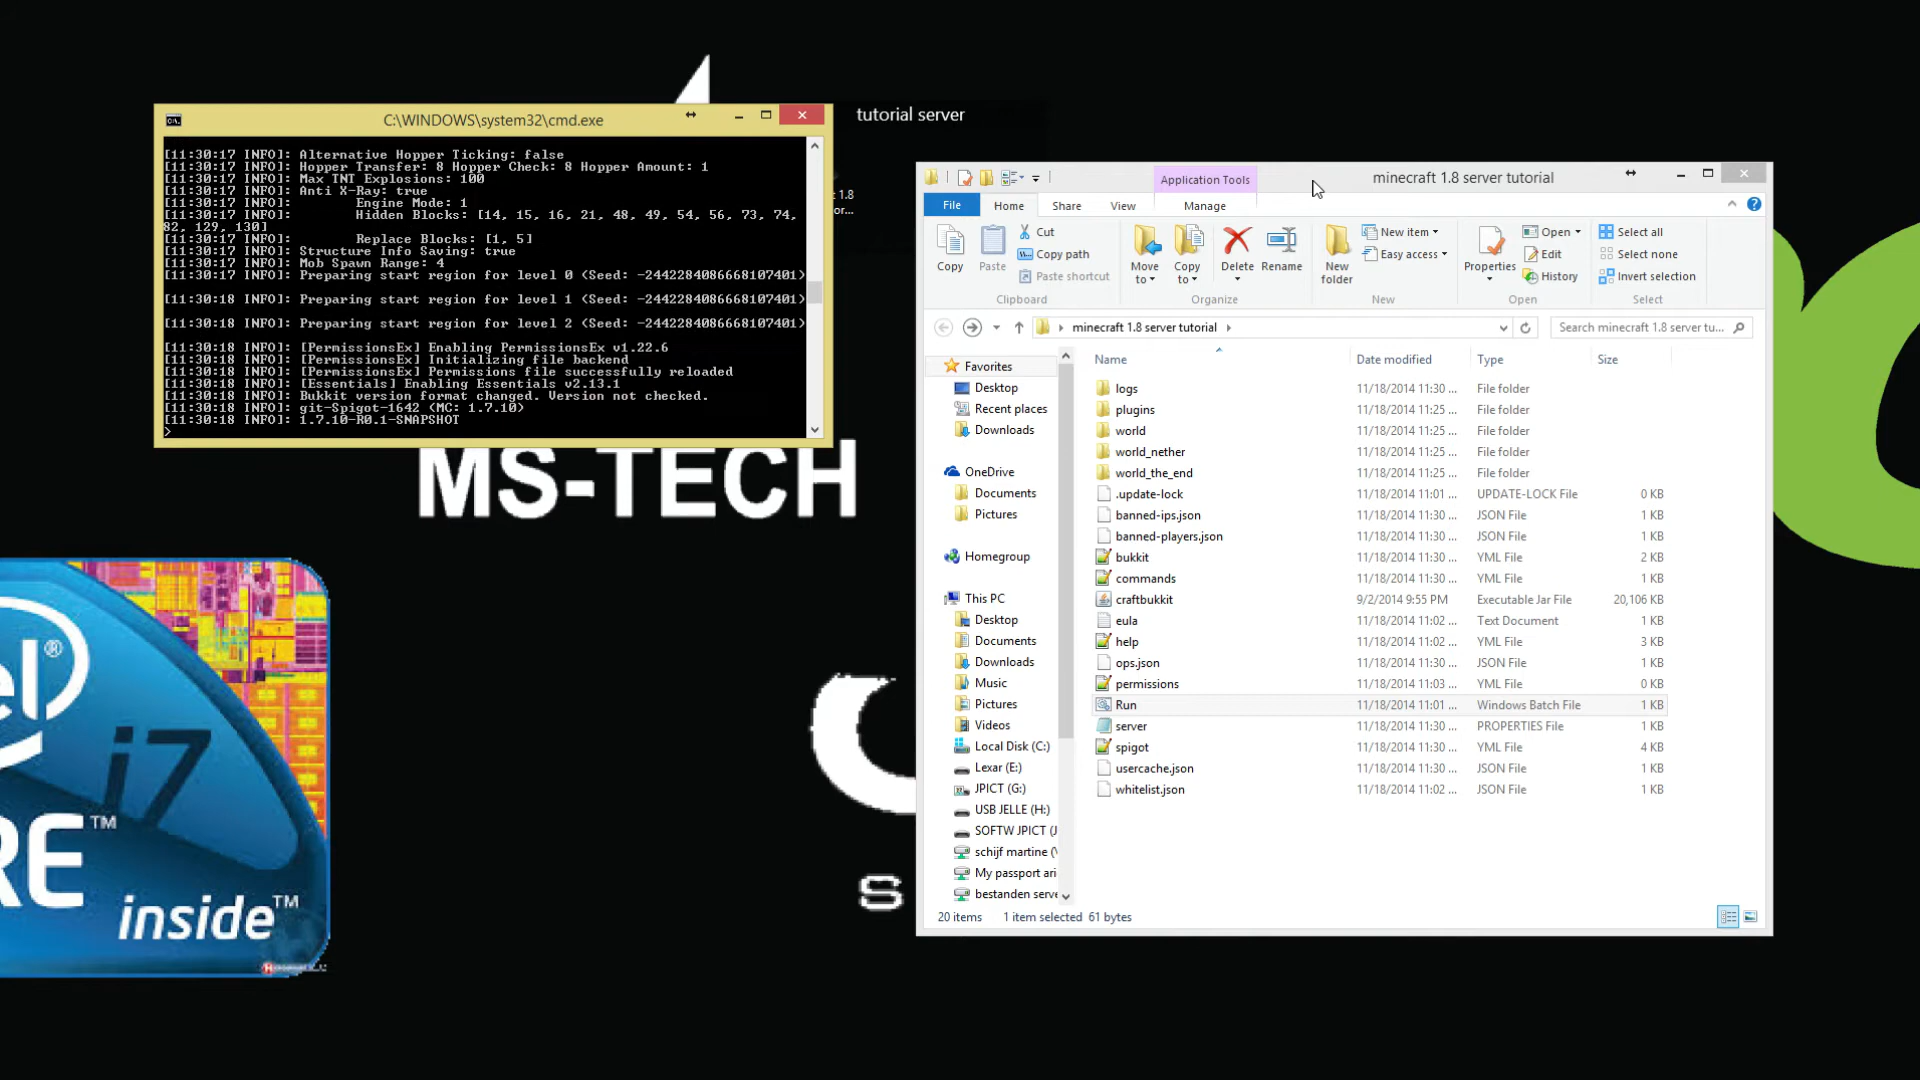 C:\WINDOWS\system32\cmd.exe
[11:30:17 INFO]: Alternative Hopper Ticking: false
[11:30:17 INFO]: Hopper Transfer: 8 Hopper Check: 8 Hopper Amount: 1
[11:30:17 INFO]: Max TNT Explosions: 100
[11:30:17 INFO]: Anti X-Ray: true
[11:30:17 INFO]: Engine Mode: 1
[11:30:17 INFO]: Hidden Blocks: [14, 15, 16, 21, 48, 49, 54, 56, 73, 74,
82, 129, 130]
[11:30:17 INFO]: Replace Blocks: [1, 5]
[11:30:17 INFO]: Structure Info Saving: true
[11:30:17 INFO]: Mob Spawn Range: 4
[11:30:17 INFO]: Preparing start region for level 0 (Seed: -2442284086668107401)
[11:30:18 INFO]: Preparing start region for level 1 (Seed: -2442284086668107401)
[11:30:18 INFO]: Preparing start region for level 2 (Seed: -2442284086668107401)
[11:30:18 INFO]: [PermissionsEx] Enabling PermissionsEx v1.22.6
[11:30:18 INFO]: [PermissionsEx] Initializing file backend
[11:30:18 INFO]: [PermissionsEx] Permissions file successfully reloaded
[11:30:18 INFO]: [Essentials] Enabling Essentials v2.13.1
[11:30:18 INFO]: Bukkit version format changed. Version not checked.
[11:30:18 INFO]: git-Spigot-1642 (MC: 1.7.10)
[11:30:18 INFO]: 1.7.10-R0.1-SNAPSHOT
>
tutorial server
1.8
or...
MS-TECH
el®
i7
RE™
inside™
S
Application Tools
minecraft 1.8 server tutorial
File Home Share View Manage
Copy
Paste
Cut
Copy path
Paste shortcut
Clipboard
Move to
Copy to
Delete
Rename
Organize
New folder
New item
Easy access
New
Properties
Open
Edit
History
Open
Select all
Select none
Invert selection
Select
minecraft 1.8 server tutorial
Search minecraft 1.8 server tu...
Favorites
Desktop
Recent places
Downloads
OneDrive
Documents
Pictures
Homegroup
This PC
Desktop
Documents
Downloads
Music
Pictures
Videos
Local Disk (C:)
Lexar (E:)
JPICT (G:)
USB JELLE (H:)
SOFTW JPICT (J
schijf martine (
My passport ari
bestanden serve
Name Date modified Type Size
logs 11/18/2014 11:30 ... File folder
plugins 11/18/2014 11:25 ... File folder
world 11/18/2014 11:25 ... File folder
world_nether 11/18/2014 11:25 ... File folder
world_the_end 11/18/2014 11:25 ... File folder
.update-lock 11/18/2014 11:01 ... UPDATE-LOCK File 0 KB
banned-ips.json 11/18/2014 11:30 ... JSON File 1 KB
banned-players.json 11/18/2014 11:30 ... JSON File 1 KB
bukkit 11/18/2014 11:30 ... YML File 2 KB
commands 11/18/2014 11:30 ... YML File 1 KB
craftbukkit 9/2/2014 9:55 PM Executable Jar File 20,106 KB
eula 11/18/2014 11:02 ... Text Document 1 KB
help 11/18/2014 11:02 ... YML File 3 KB
ops.json 11/18/2014 11:30 ... JSON File 1 KB
permissions 11/18/2014 11:03 ... YML File 0 KB
Run 11/18/2014 11:01 ... Windows Batch File 1 KB
server 11/18/2014 11:30 ... PROPERTIES File 1 KB
spigot 11/18/2014 11:30 ... YML File 4 KB
usercache.json 11/18/2014 11:30 ... JSON File 1 KB
whitelist.json 11/18/2014 11:02 ... JSON File 1 KB
20 items 1 item selected 61 bytes